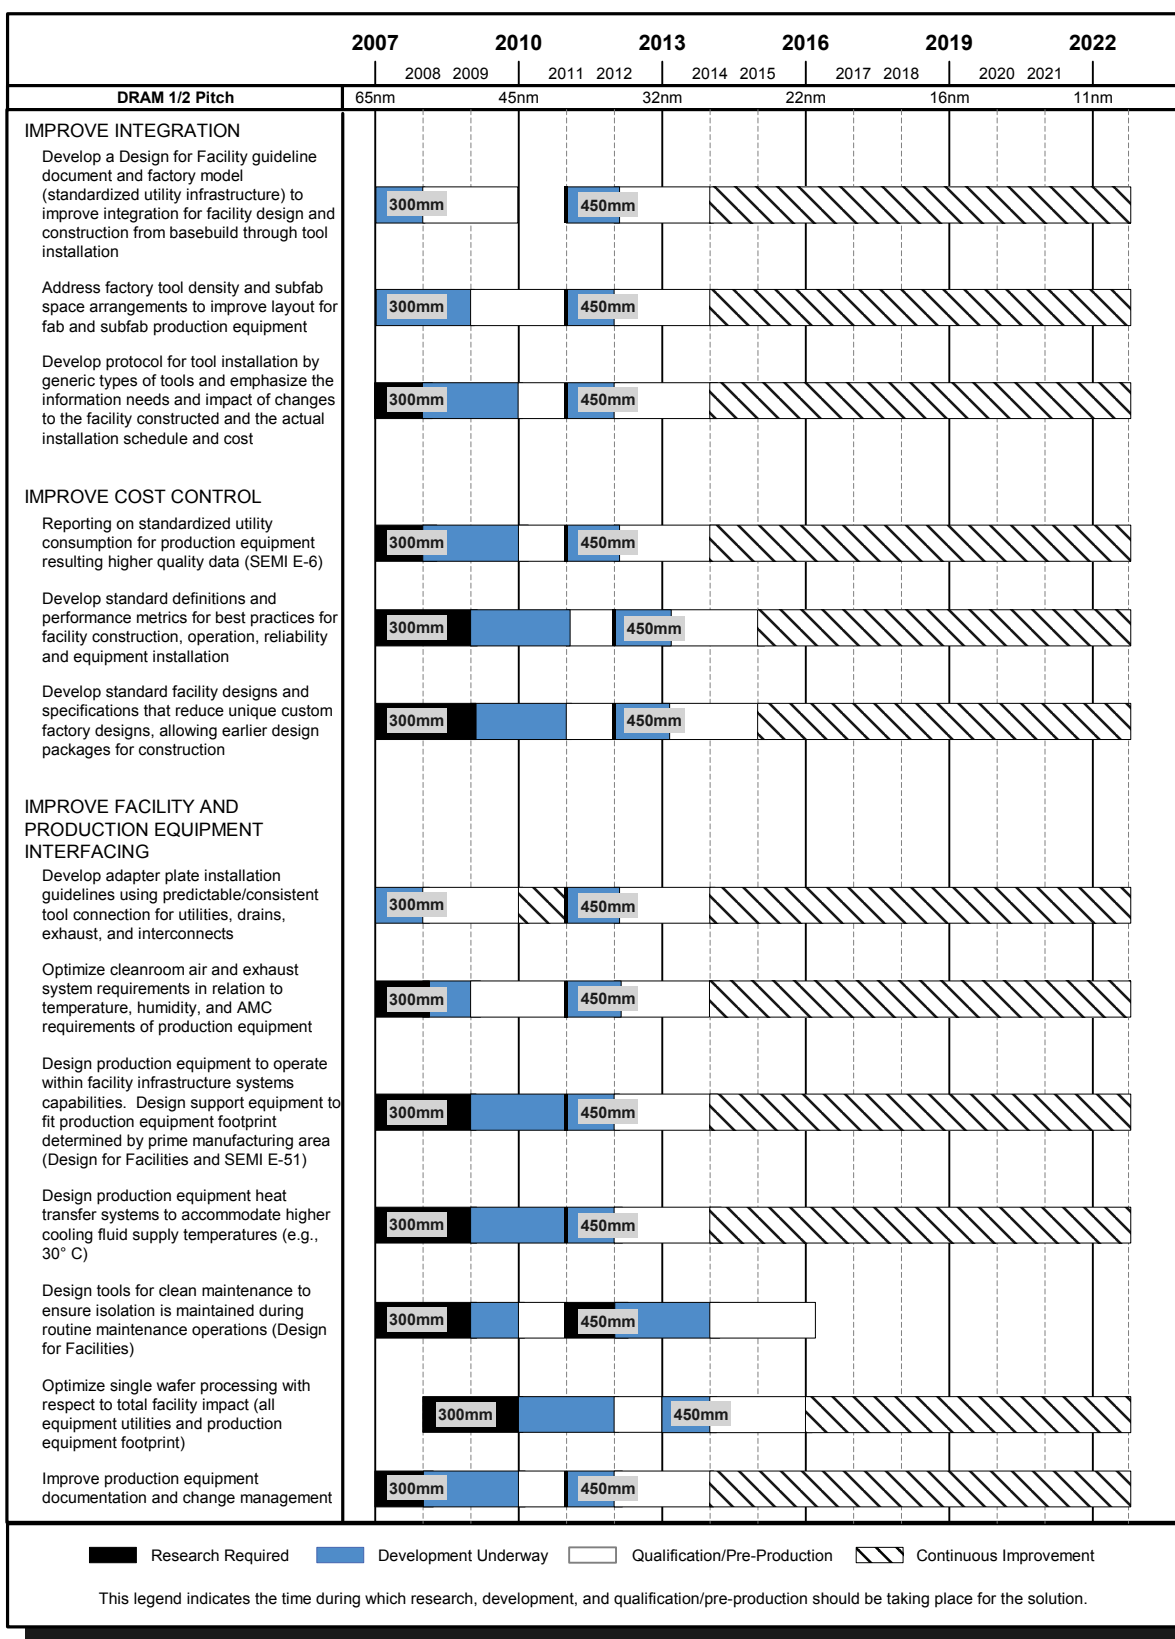 2007 2010 2013 2016 2019 2022
2008 2009 2011 2012 2014 2015 2017 2018 2020 2021
DRAM 1/2 Pitch 65nm 45nm 32nm 22nm 16nm 11nm
IMPROVE INTEGRATION
Develop a Design for Facility guideline
document and factory model
(standardized utility infrastructure) to
improve integration for facility design and
construction from basebuild through tool
installation
300mm 450mm
Address factory tool density and subfab
space arrangements to improve layout for
fab and subfab production equipment
300mm 450mm
Develop protocol for tool installation by
generic types of tools and emphasize the
information needs and impact of changes
to the facility constructed and the actual
installation schedule and cost
300mm 450mm
IMPROVE COST CONTROL
Reporting on standardized utility
consumption for production equipment
resulting higher quality data (SEMI E-6)
300mm 450mm
Develop standard definitions and
performance metrics for best practices for
facility construction, operation, reliability
and equipment installation
300mm 450mm
Develop standard facility designs and
specifications that reduce unique custom
factory designs, allowing earlier design
packages for construction
300mm 450mm
IMPROVE FACILITY AND
PRODUCTION EQUIPMENT
INTERFACING
Develop adapter plate installation
guidelines using predictable/consistent
tool connection for utilities, drains,
exhaust, and interconnects
300mm 450mm
Optimize cleanroom air and exhaust
system requirements in relation to
temperature, humidity, and AMC
requirements of production equipment
300mm 450mm
Design production equipment to operate
within facility infrastructure systems
capabilities. Design support equipment to
fit production equipment footprint
determined by prime manufacturing area
(Design for Facilities and SEMI E-51)
300mm 450mm
Design production equipment heat
transfer systems to accommodate higher
cooling fluid supply temperatures (e.g.,
30° C)
300mm 450mm
Design tools for clean maintenance to
ensure isolation is maintained during
routine maintenance operations (Design
for Facilities)
300mm 450mm
Optimize single wafer processing with
respect to total facility impact (all
equipment utilities and production
equipment footprint)
300mm 450mm
Improve production equipment
documentation and change management
300mm 450mm
Research Required Development Underway Qualification/Pre-Production Continuous Improvement
This legend indicates the time during which research, development, and qualification/pre-production should be taking place for the solution.